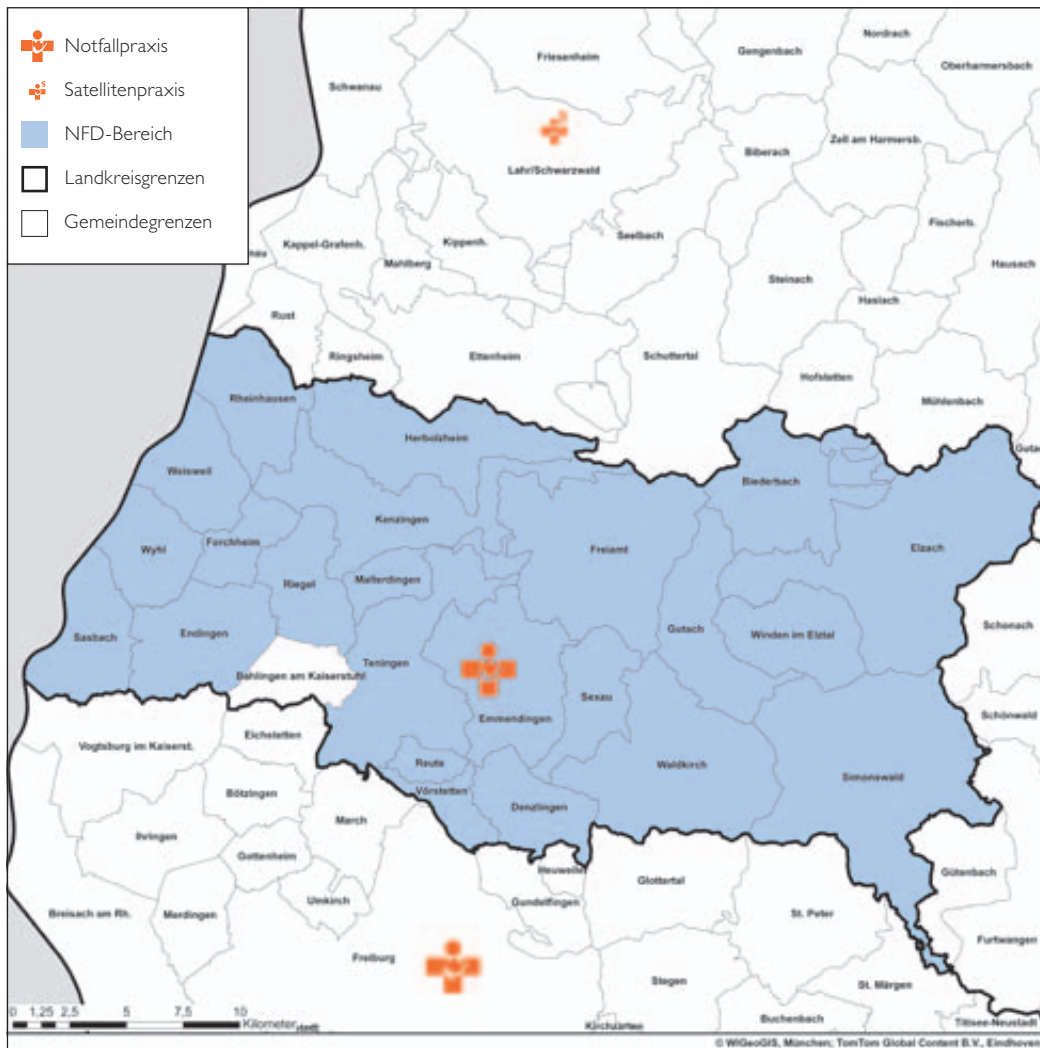 Notfallpraxis
Satellitenpraxis
NFD-Bereich
Landkreisgrenzen
Gemeindegrenzen
Nordrach
Gengenbach
Friesenheim
Oberharmersbach
Schwanau
S
Zell am Harmersb.
Biberach
Lahr/Schwarzwald
Fischerb.
Seelbach
Kappel-Grafenh.
Kippenh.
hau
Mahlberg
Hausach
Steinach
Haslach
Rust
Ringsheim
Ettenheim
Schuttertal
Hofstetten
Mühlenbach
Rheinhausen
Herbolzheim
Gutac
Weisweil
Biederbach
Kenzingen
Forchheim
Wyhl
Freiamt
Elzach
Riegel
Malterdingen
Gutach
Winden im Elztal
Sasbach
Endingen
Schonach
Teningen
Bahlingen am Kaiserstuhl
Sexau
Emmendingen
Schönwald
Eichstetten
Vogtsburg im Kaiserst.
Reute
Waldkirch
Simonswald
Vörstetten
Bötzingen
Denzlingen
March
Ihringen
Gottenheim
Heuweile
Glottertal
Gütenbach
Umkirch
Gundelfingen
Breisach am Rh.
Merdingen
St. Peter
Furtwangen
Freiburg
Stegen
St. Märgen
0 1,25 2,5 5 7,5 10
Kilometer
stadt
Kirchzarten
Buchenbach
Titisee-Neustadt
© WIGeoGIS, München; TomTom Global Content B.V., Eindhoven